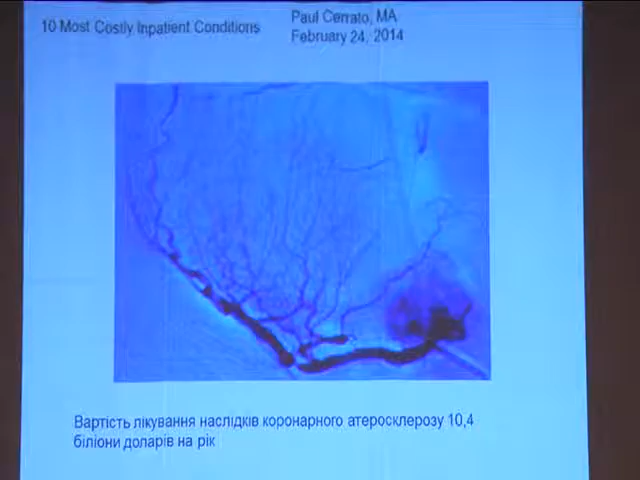 10 Most Costly Inpatient Conditions
Paul Cerrato, MA
February 24, 2014
Вартість лікування наслідків коронарного атеросклерозу 10,4
біліони доларів на рік